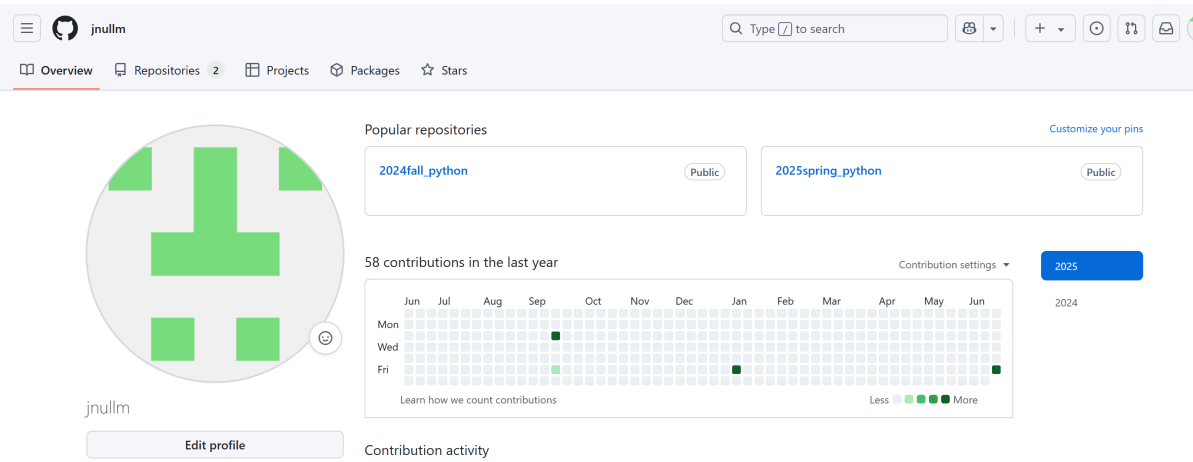 jnullm
Type / to search
Overview
Repositories 2
Projects
Packages
Stars
Popular repositories
Customize your pins
2024fall_python
Public
2025spring_python
Public
58 contributions in the last year
Contribution settings
2025
2024
Jun Jul Aug Sep Oct Nov Dec Jan Feb Mar Apr May Jun
Mon
Wed
Fri
Learn how we count contributions
Less More
jnullm
Edit profile
Contribution activity